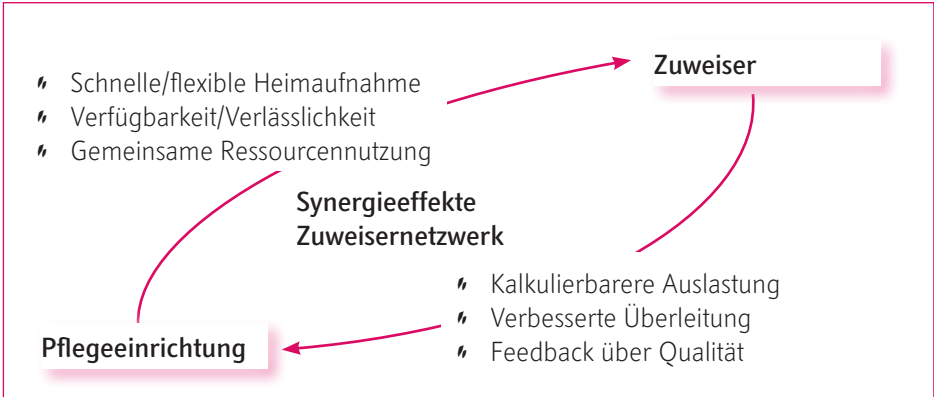 Zuweiser
Schnelle/flexible Heimaufnahme
Verfügbarkeit/Verlässlichkeit
Gemeinsame Ressourcennutzung
Synergieeffekte
Zuweisernetzwerk
Kalkulierbarere Auslastung
Verbesserte Überleitung
Feedback über Qualität
Pflegeeinrichtung